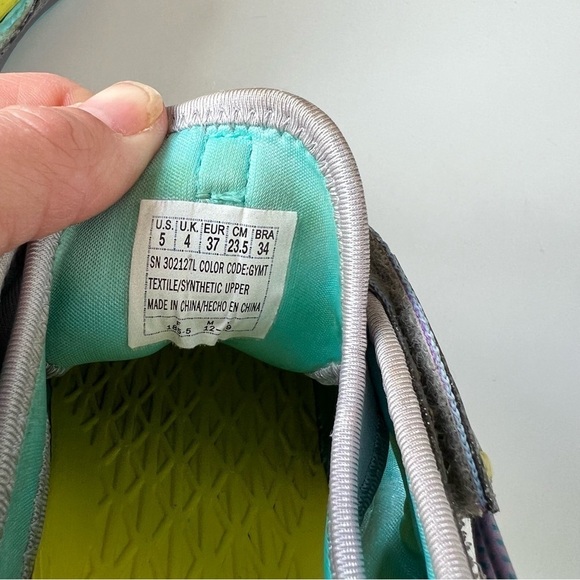 U.S. U.K. EUR CM BRA
5 4 37 23.5 34
SN 302127L COLOR CODE:GYMT
TEXTILE/SYNTHETIC UPPER
MADE IN CHINA/HECHO EN CHINA
P M